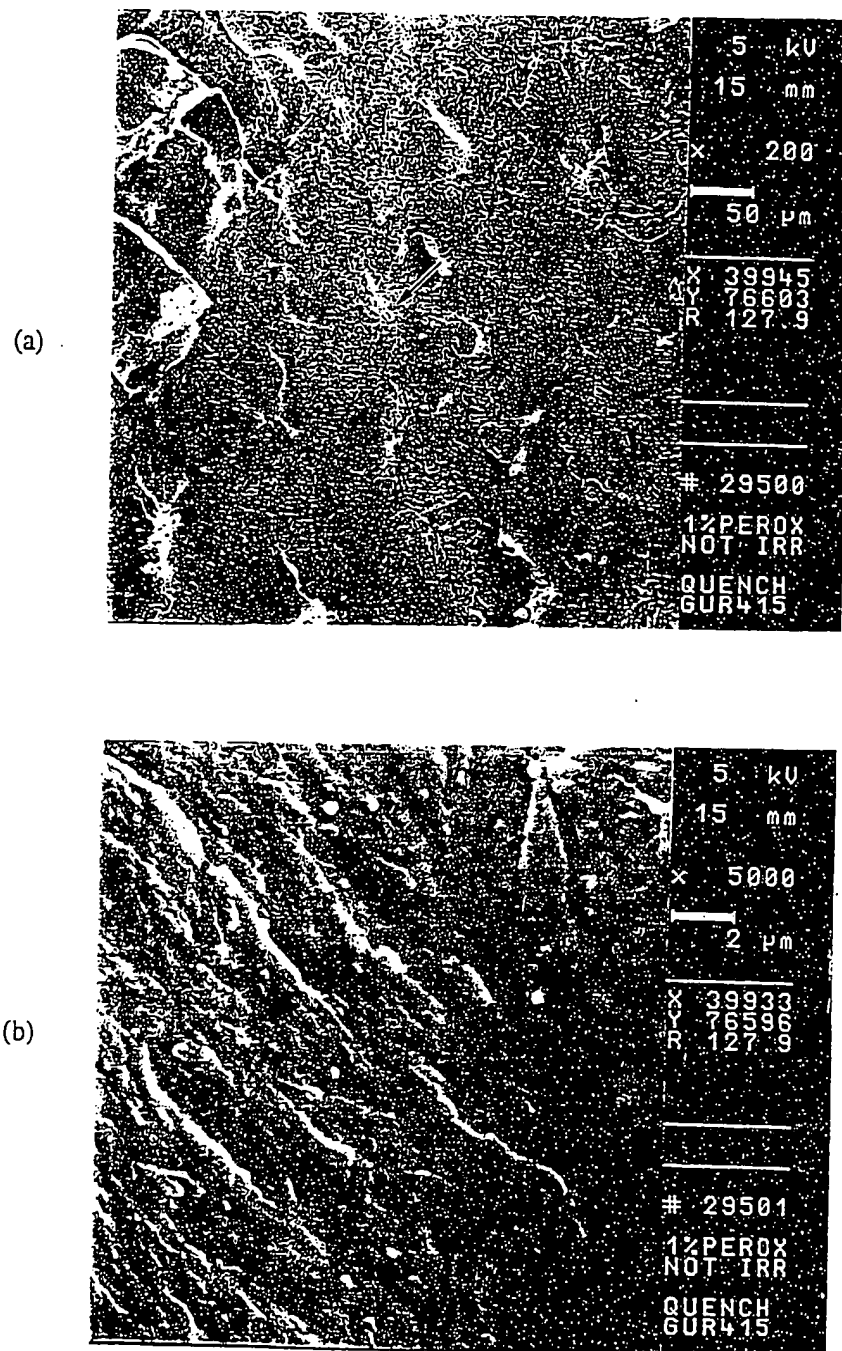 (a)
5 kV
15 mm
x 200
50 µm
X 39945
Y 76603
R 127.9
# 29500
1%PEROX
NOT IRR
QUENCH
GUR415
(b)
5 kV
15 mm
x 5000
2 µm
X 39933
Y 76596
R 127.9
# 29501
1%PEROX
NOT IRR
QUENCH
GUR415